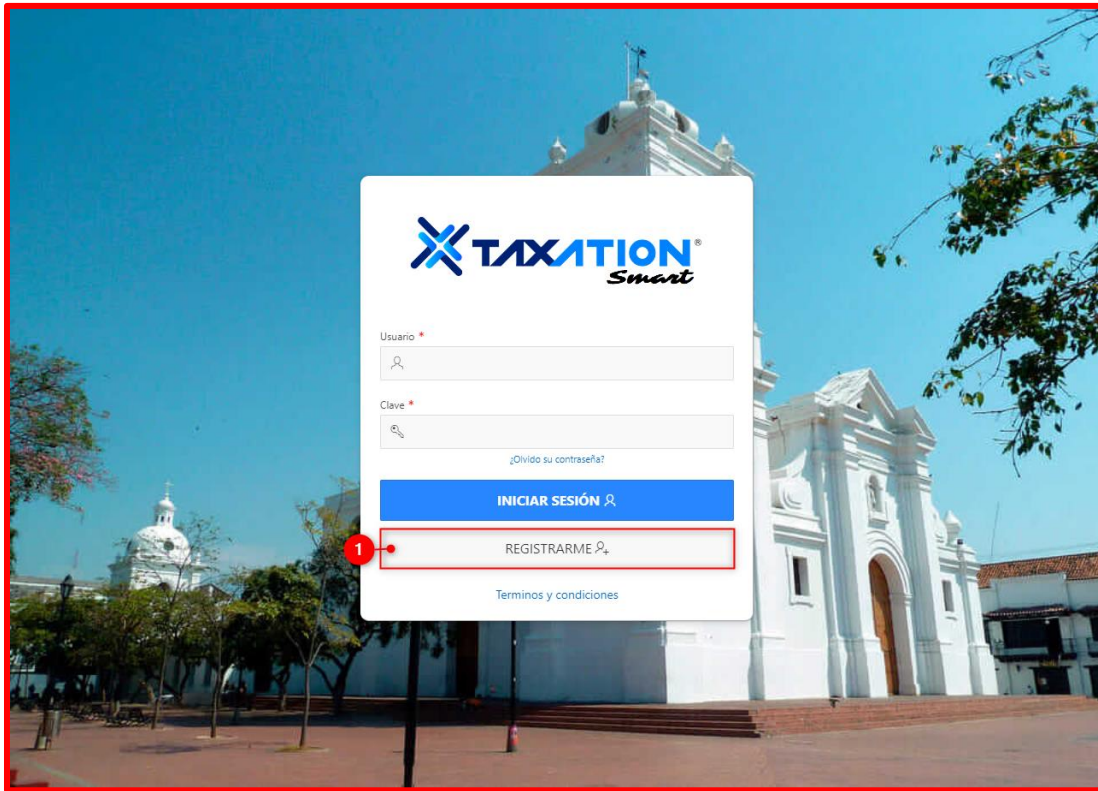 TAXATION®
Smart
Usuario *
Clave *
¿Olvido su contraseña?
INICIAR SESIÓN
1
REGISTRARME
Terminos y condiciones